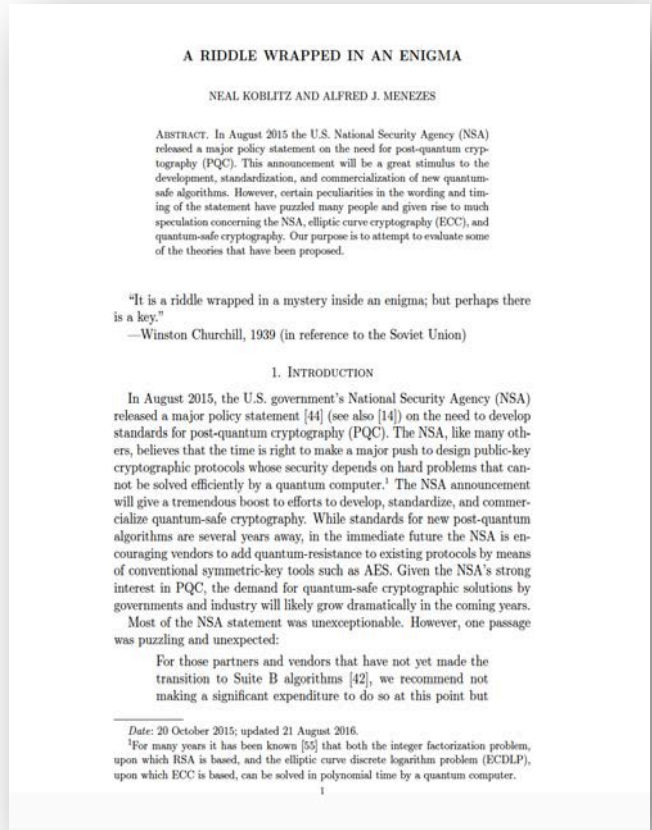 A RIDDLE WRAPPED IN AN ENIGMA
NEAL KOBLITZ AND ALFRED J. MENEZES
ABSTRACT. In August 2015 the U.S. National Security Agency (NSA)
released a major policy statement on the need for post-quantum cryp-
tography (PQC). This announcement will be a great stimulus to the
development, standardization, and commercialization of new quantum-
safe algorithms. However, certain peculiarities in the wording and tim-
ing of the statement have puzzled many people and given rise to much
speculation concerning the NSA, elliptic curve cryptography (ECC), and
quantum-safe cryptography. Our purpose is to attempt to evaluate some
of the theories that have been proposed.
“It is a riddle wrapped in a mystery inside an enigma; but perhaps there
is a key.”
—Winston Churchill, 1939 (in reference to the Soviet Union)
1. INTRODUCTION
In August 2015, the U.S. government’s National Security Agency (NSA)
released a major policy statement [44] (see also [14]) on the need to develop
standards for post-quantum cryptography (PQC). The NSA, like many oth-
ers, believes that the time is right to make a major push to design public-key
cryptographic protocols whose security depends on hard problems that can-
not be solved efficiently by a quantum computer.¹ The NSA announcement
will give a tremendous boost to efforts to develop, standardize, and commer-
cialize quantum-safe cryptography. While standards for new post-quantum
algorithms are several years away, in the immediate future the NSA is en-
couraging vendors to add quantum-resistance to existing protocols by means
of conventional symmetric-key tools such as AES. Given the NSA’s strong
interest in PQC, the demand for quantum-safe cryptographic solutions by
governments and industry will likely grow dramatically in the coming years.
Most of the NSA statement was unexceptionable. However, one passage
was puzzling and unexpected:
For those partners and vendors that have not yet made the
transition to Suite B algorithms [42], we recommend not
making a significant expenditure to do so at this point but
Date: 20 October 2015; updated 21 August 2016.
¹For many years it has been known [55] that both the integer factorization problem,
upon which RSA is based, and the elliptic curve discrete logarithm problem (ECDLP),
upon which ECC is based, can be solved in polynomial time by a quantum computer.
1